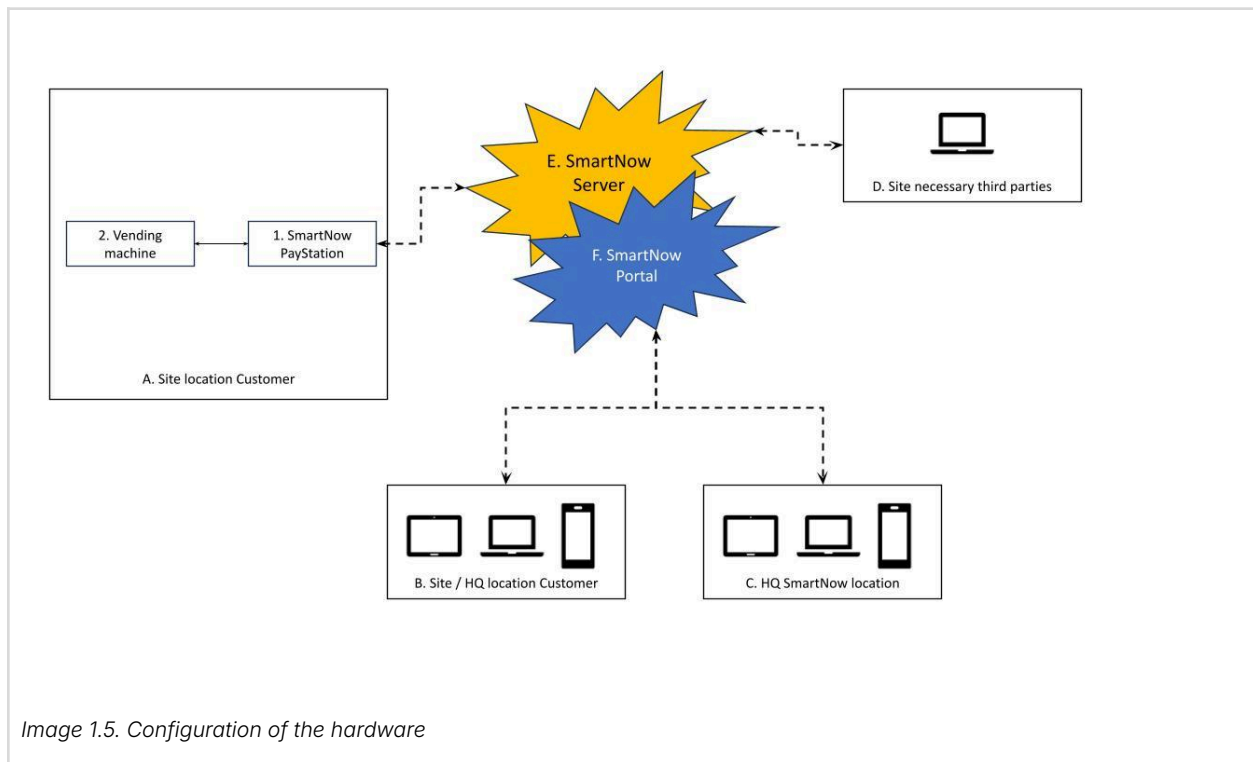 E. SmartNow
Server
D. Site necessary third parties
2. Vending
machine
1. SmartNow
PayStation
F. SmartNow
Portal
A. Site location Customer
B. Site / HQ location Customer
C. HQ SmartNow location
Image 1.5. Configuration of the hardware